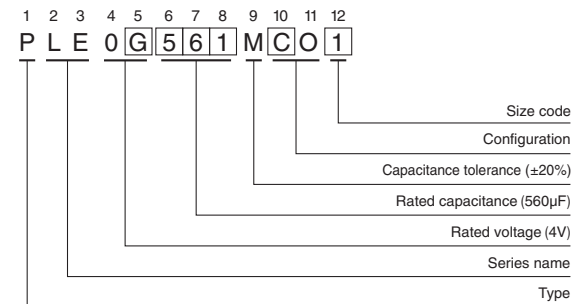 1 2 3 4 5 6 7 8 9 10 11 12
P L E 0 G 5 6 1 M C O 1
Size code
Configuration
Capacitance tolerance (±20%)
Rated capacitance (560µF)
Rated voltage (4V)
Series name
Type